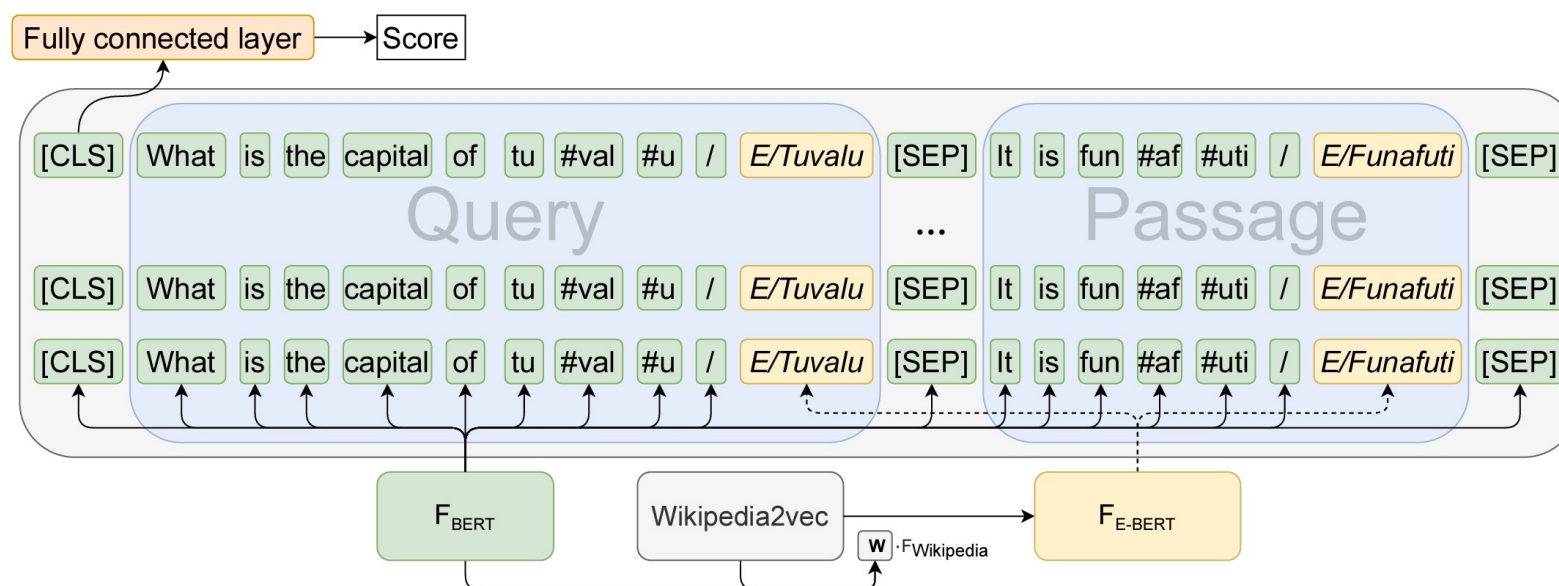 Fully connected layer Score
[CLS] What is the capital of tu #val #u / E/Tuvalu [SEP] It is fun #af #uti / E/Funafuti [SEP]
Query ... Passage
[CLS] What is the capital of tu #val #u / E/Tuvalu [SEP] It is fun #af #uti / E/Funafuti [SEP]
[CLS] What is the capital of tu #val #u / E/Tuvalu [SEP] It is fun #af #uti / E/Funafuti [SEP]
FBERT Wikipedia2vec FE-BERT
W ·FWikipedia